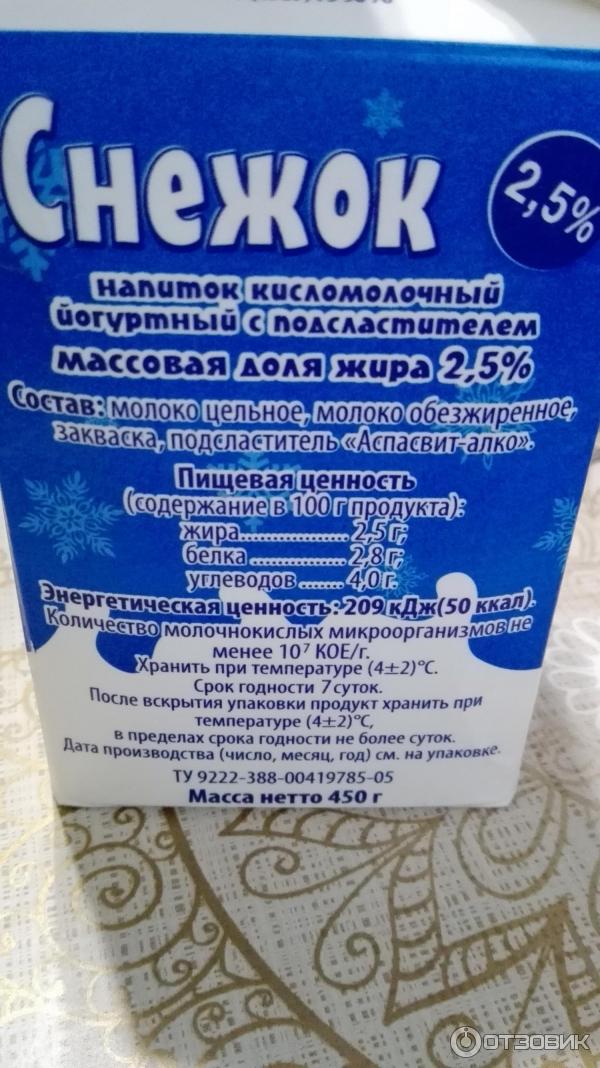 Снежок
2,5%
напиток кисломолочный
йогуртный с подсластителем
массовая доля жира 2,5%
Состав: молоко цельное, молоко обезжиренное,
закваска, подсластитель «Аспасвит-алко».
Пищевая ценность
(содержание в 100 г продукта):
жира.................. 2,5 г;
белка ................ 2,8 г;
углеводов ....... 4,0 г.
Энергетическая ценность: 209 кДж(50 ккал).
Количество молочнокислых микроорганизмов не
менее 10⁷ КОЕ/г.
Хранить при температуре (4±2)°С.
Срок годности 7 суток.
После вскрытия упаковки продукт хранить при
температуре (4±2)°С,
в пределах срока годности не более суток.
Дата производства (число, месяц, год) см. на упаковке.
ТУ 9222-388-00419785-05
Масса нетто 450 г
ОТЗОВИК